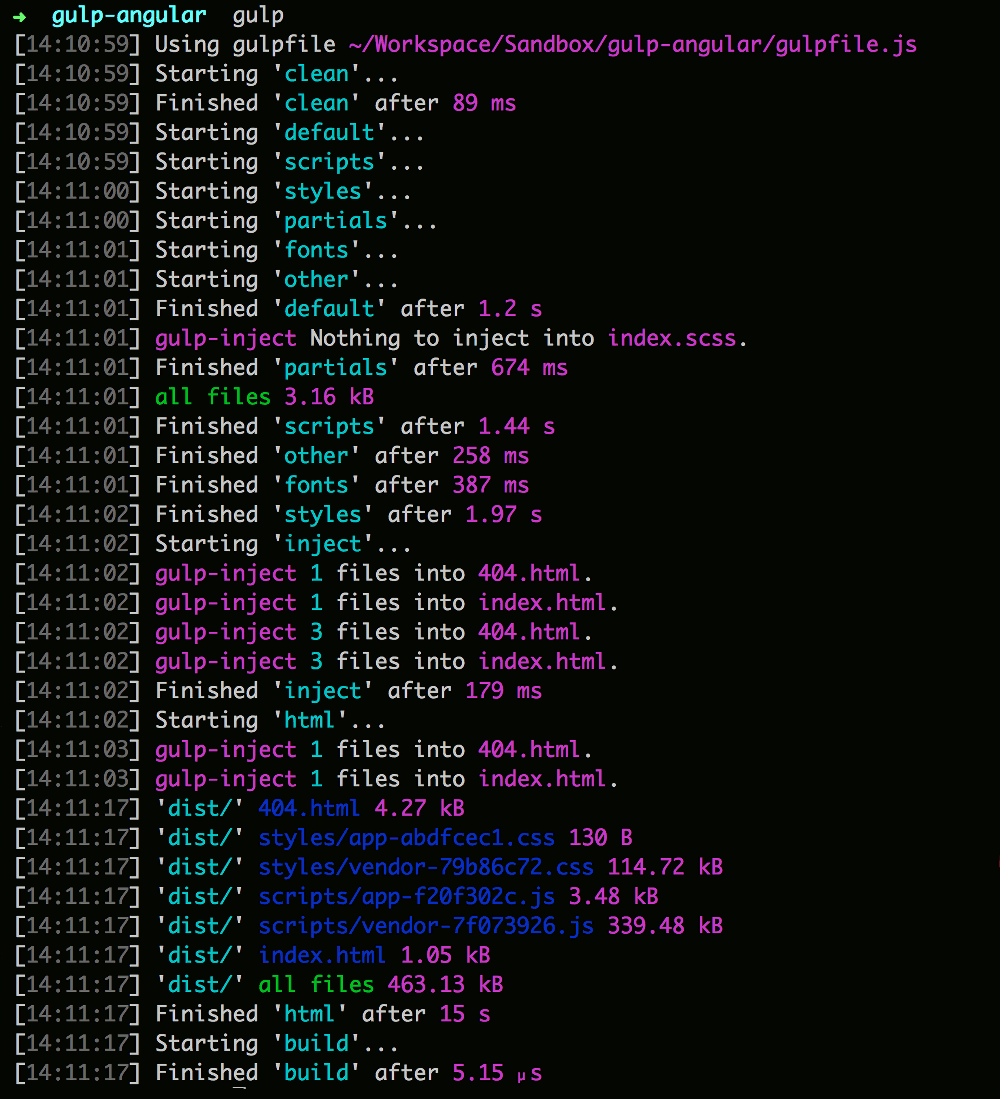 ➜  gulp-angular  gulp
[14:10:59] Using gulpfile ~/Workspace/Sandbox/gulp-angular/gulpfile.js
[14:10:59] Starting 'clean'...
[14:10:59] Finished 'clean' after 89 ms
[14:10:59] Starting 'default'...
[14:10:59] Starting 'scripts'...
[14:11:00] Starting 'styles'...
[14:11:00] Starting 'partials'...
[14:11:01] Starting 'fonts'...
[14:11:01] Starting 'other'...
[14:11:01] Finished 'default' after 1.2 s
[14:11:01] gulp-inject Nothing to inject into index.scss.
[14:11:01] Finished 'partials' after 674 ms
[14:11:01] all files 3.16 kB
[14:11:01] Finished 'scripts' after 1.44 s
[14:11:01] Finished 'other' after 258 ms
[14:11:01] Finished 'fonts' after 387 ms
[14:11:02] Finished 'styles' after 1.97 s
[14:11:02] Starting 'inject'...
[14:11:02] gulp-inject 1 files into 404.html.
[14:11:02] gulp-inject 1 files into index.html.
[14:11:02] gulp-inject 3 files into 404.html.
[14:11:02] gulp-inject 3 files into index.html.
[14:11:02] Finished 'inject' after 179 ms
[14:11:02] Starting 'html'...
[14:11:03] gulp-inject 1 files into 404.html.
[14:11:03] gulp-inject 1 files into index.html.
[14:11:17] 'dist/' 404.html 4.27 kB
[14:11:17] 'dist/' styles/app-abdfcec1.css 130 B
[14:11:17] 'dist/' styles/vendor-79b86c72.css 114.72 kB
[14:11:17] 'dist/' scripts/app-f20f302c.js 3.48 kB
[14:11:17] 'dist/' scripts/vendor-7f073926.js 339.48 kB
[14:11:17] 'dist/' index.html 1.05 kB
[14:11:17] 'dist/' all files 463.13 kB
[14:11:17] Finished 'html' after 15 s
[14:11:17] Starting 'build'...
[14:11:17] Finished 'build' after 5.15 μs